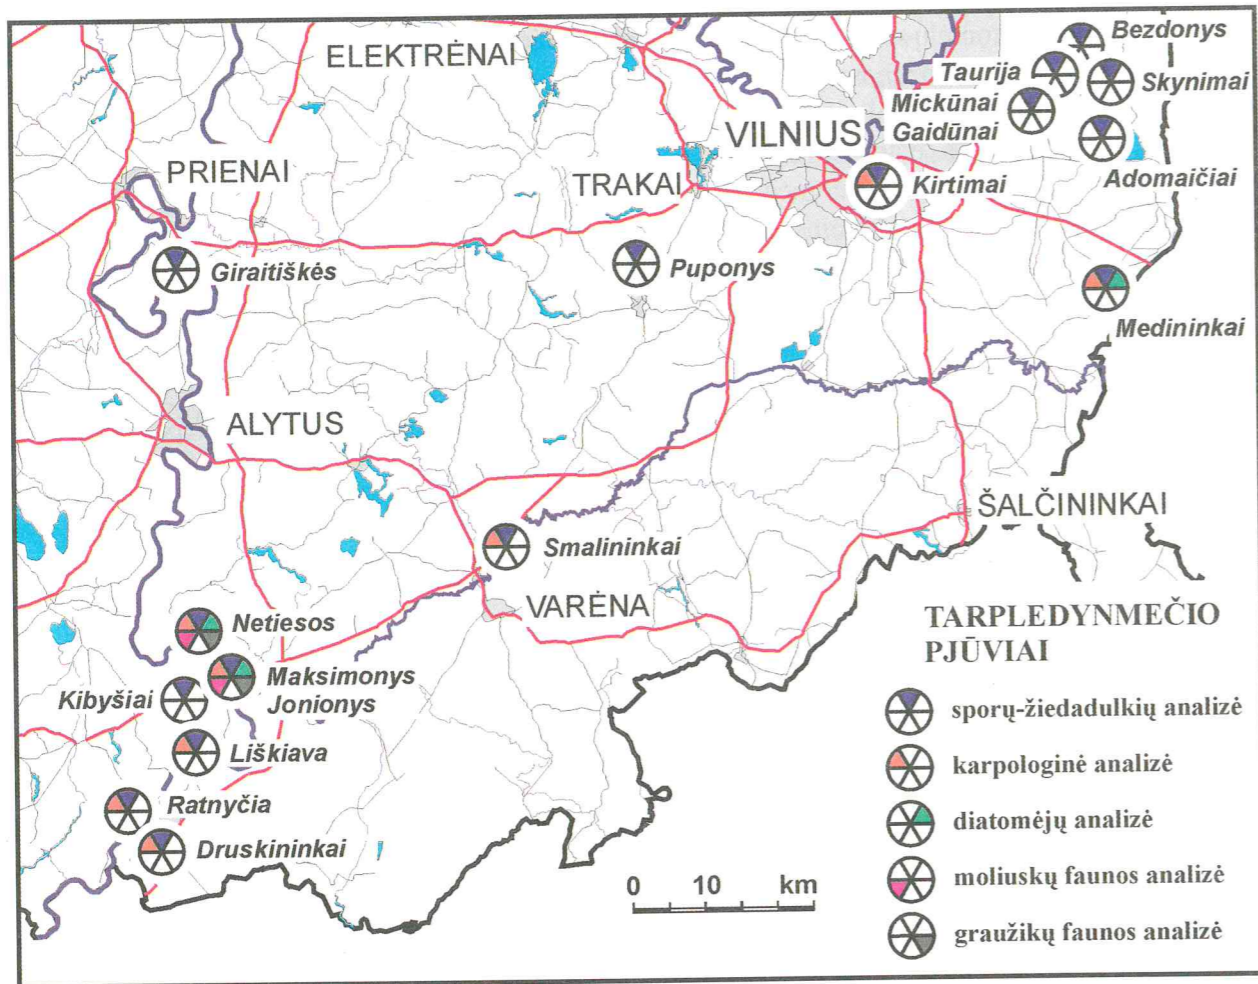 ELEKTRĖNAI
Bezdonys
Taurija
Skynimai
Mickūnai
Gaidūnai
VILNIUS
PRIENAI
TRAKAI
Kirtimai
Adomaičiai
Giraitiškės
Puponys
Medininkai
ALYTUS
ŠALČININKAI
Smalininkai
VARĖNA
Netiesos
Maksimonys
Jonionys
Kibyšiai
Liškiava
Ratnyčia
Druskininkai
TARPLEDYNMEČIO
PJŪVIAI
sporų-žiedadulkių analizė
karpologinė analizė
diatomėjų analizė
moliuskų faunos analizė
graužikų faunos analizė
0 10 km